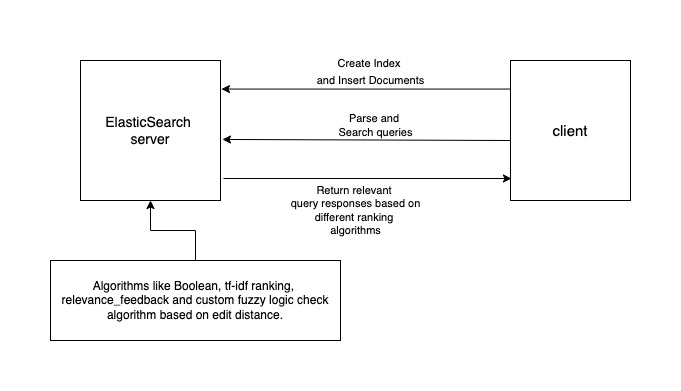 Create Index
and Insert Documents
ElasticSearch
server
Parse and
Search queries
client
Return relevant
query responses based on
different ranking
algorithms
Algorithms like Boolean, tf-idf ranking,
relevance_feedback and custom fuzzy logic check
algorithm based on edit distance.